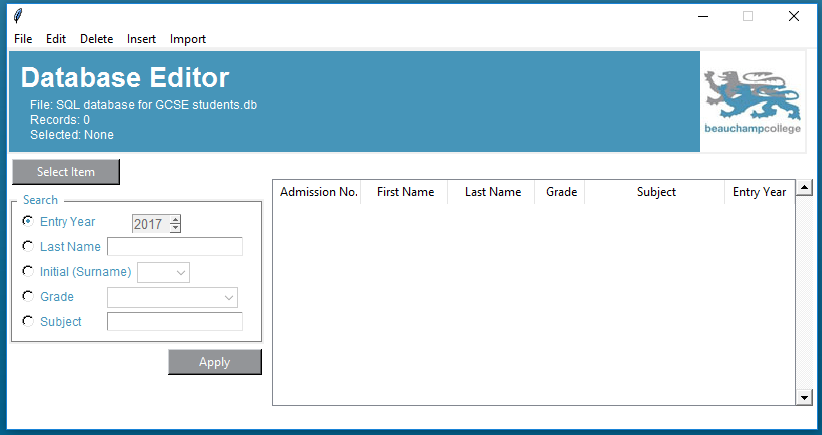 File Edit Delete Insert Import
Database Editor
File: SQL database for GCSE students.db
Records: 0
Selected: None
beauchampcollege
Select Item
Search
Entry Year 2017
Last Name
Initial (Surname)
Grade
Subject
Apply
Admission No. First Name Last Name Grade Subject Entry Year